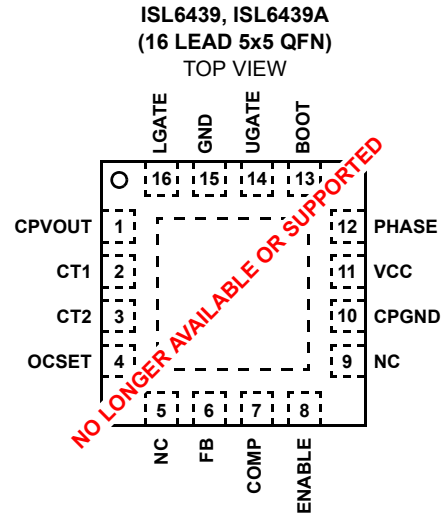 ISL6439, ISL6439A
(16 LEAD 5x5 QFN)
TOP VIEW
LGATE
GND
UGATE
BOOT
16
15
14
13
CPVOUT 1
12 PHASE
CT1 2
11 VCC
CT2 3
10 CPGND
OCSET 4
9 NC
5
6
7
8
NC
FB
COMP
ENABLE
NO LONGER AVAILABLE OR SUPPORTED